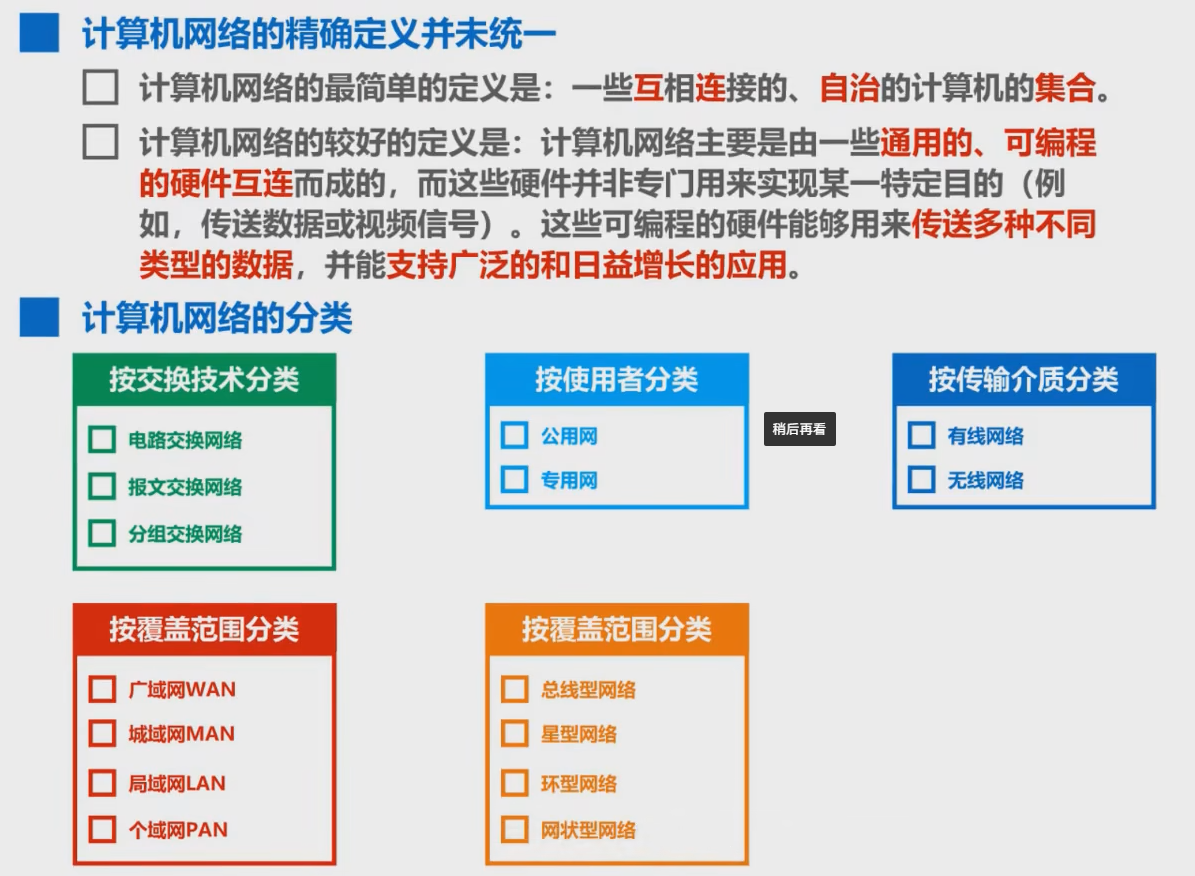 计算机网络的精确定义并未统一
计算机网络的最简单的定义是：一些互相连接的、自治的计算机的集合。
计算机网络的较好的定义是：计算机网络主要是由一些通用的、可编程
的硬件互连而成的，而这些硬件并非专门用来实现某一特定目的（例
如，传送数据或视频信号）。这些可编程的硬件能够用来传送多种不同
类型的数据，并能支持广泛的和日益增长的应用。
计算机网络的分类
按交换技术分类
电路交换网络
报文交换网络
分组交换网络
按使用者分类
公用网
专用网
稍后再看
按传输介质分类
有线网络
无线网络
按覆盖范围分类
广域网WAN
城域网MAN
局域网LAN
个域网PAN
按覆盖范围分类
总线型网络
星型网络
环型网络
网状型网络